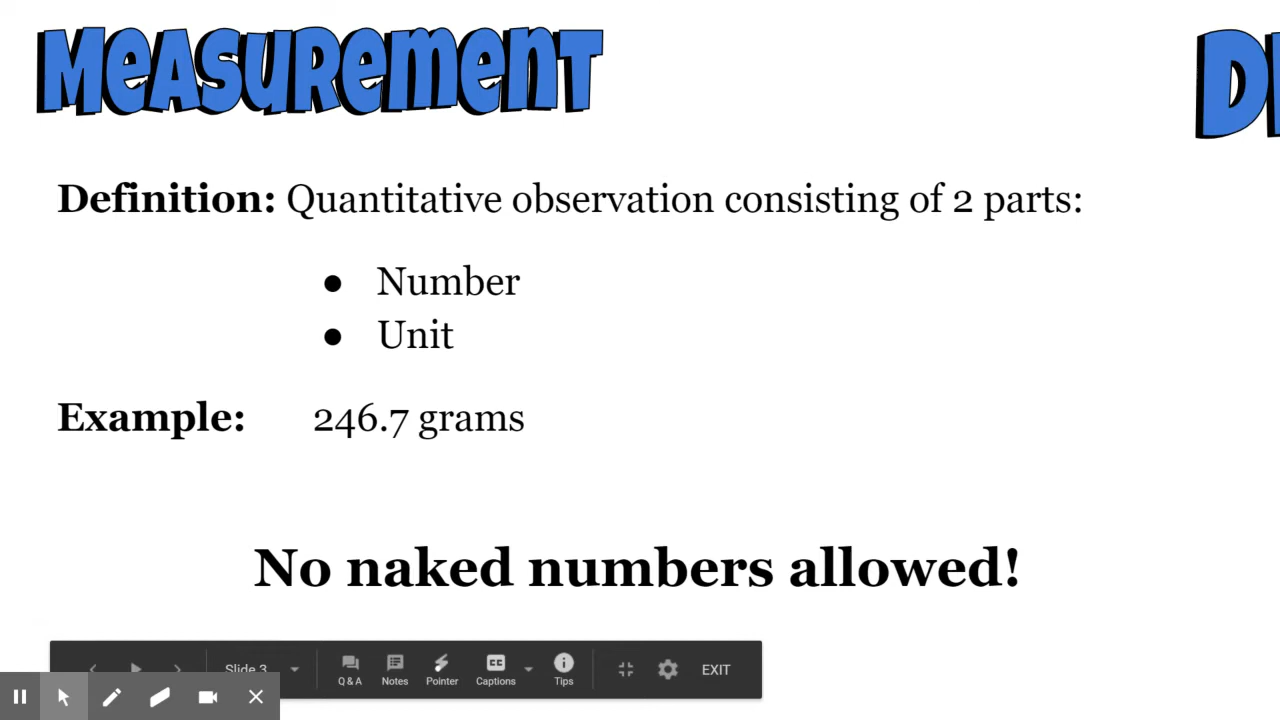 Measurement
Definition: Quantitative observation consisting of 2 parts:
● Number
● Unit
Example: 246.7 grams
No naked numbers allowed!
Slide 3
Q & A Notes Pointer Captions Tips EXIT